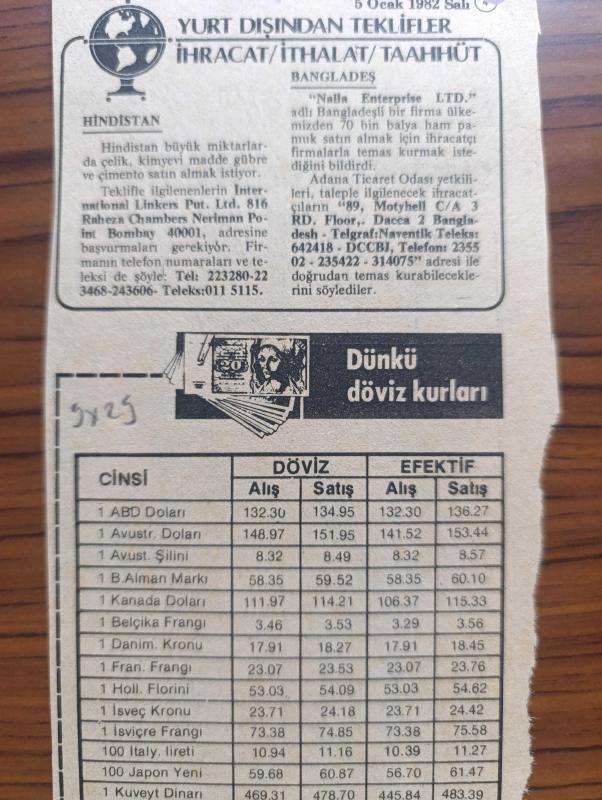 5 Ocak 1982 Salı
YURT DIŞINDAN TEKLİFLER
İHRACAT/İTHALAT/TAAHHÜT
HİNDİSTAN
Hindistan büyük miktarlar-
da çelik, kimyevi madde gübre
ve çimento satın almak istiyor.
Teklifle ilgilenenlerin Inter-
national Linkers Put. Ltd. 816
Raheza Chambers Neriman Po-
int Bombay 40001, adresine
başvurmaları gerekiyor. Fir-
manın telefon numaraları ve te-
leksi de şöyle: Tel: 223280-22
3468-243606- Teleks:011 5115.
BANGLADEŞ
"Nalla Enterprise LTD."
adlı Bangladeşli bir firma ülke-
mizden 70 bin balya ham pa-
muk satın almak için ihracatçı
firmalarla temas kurmak iste-
diğini bildirdi.
Adana Ticaret Odası yetkili-
leri, taleple ilgilenecek ihracat-
çıların "89, Motyhell C/A 3
RD. Floor,. Dacca 2 Bangla-
desh - Telgraf:Naventik Teleks:
642418 - DCCBJ, Telefon: 2355
02 - 235422 - 314075" adresi ile
doğrudan temas kurabilecekle-
rini söylediler.
20
Dünkü
döviz kurları
9x29
CİNSİ DÖVİZ EFEKTİF
Alış Satış Alış Satış
1 ABD Doları 132.30 134.95 132.30 136.27
1 Avustr. Doları 148.97 151.95 141.52 153.44
1 Avust. Şilini 8.32 8.49 8.32 8.57
1 B.Alman Markı 58.35 59.52 58.35 60.10
1 Kanada Doları 111.97 114.21 106.37 115.33
1 Belçika Frangı 3.46 3.53 3.29 3.56
1 Danim. Kronu 17.91 18.27 17.91 18.45
1 Fran. Frangı 23.07 23.53 23.07 23.76
1 Holl. Florini 53.03 54.09 53.03 54.62
1 İsveç Kronu 23.71 24.18 23.71 24.42
1 İsviçre Frangı 73.38 74.85 73.38 75.58
100 İtaly. lireti 10.94 11.16 10.39 11.27
100 Japon Yeni 59.68 60.87 56.70 61.47
1 Kuveyt Dinarı 469.31 478.70 445.84 483.39